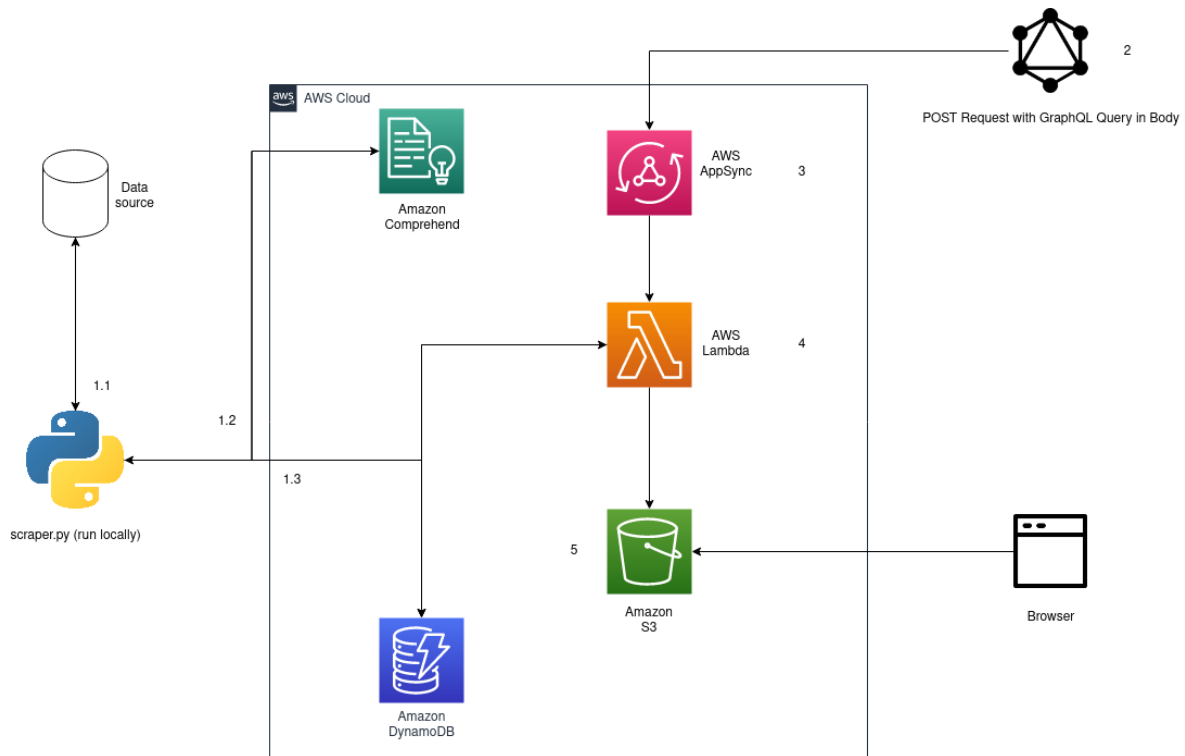 2
POST Request with GraphQL Query in Body
aws
AWS Cloud
AWS
AppSync
3
Data
source
Amazon
Comprehend
AWS
Lambda
4
1.1
1.2
1.3
scraper.py (run locally)
5
Amazon
S3
Browser
Amazon
DynamoDB